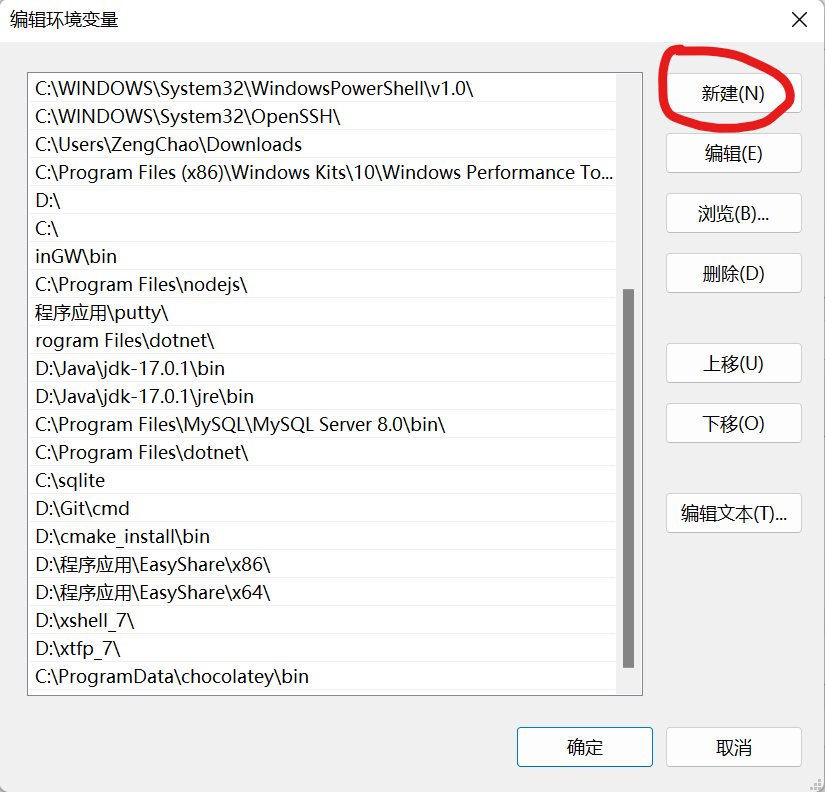 编辑环境变量
C:\WINDOWS\System32\WindowsPowerShell\v1.0\
C:\WINDOWS\System32\OpenSSH\
C:\Users\ZengChao\Downloads
C:\Program Files (x86)\Windows Kits\10\Windows Performance To...
D:\
C:\
inGW\bin
C:\Program Files\nodejs\
程序应用\putty\
rogram Files\dotnet\
D:\Java\jdk-17.0.1\bin
D:\Java\jdk-17.0.1\jre\bin
C:\Program Files\MySQL\MySQL Server 8.0\bin\
C:\Program Files\dotnet\
C:\sqlite
D:\Git\cmd
D:\cmake_install\bin
D:\程序应用\EasyShare\x86\
D:\程序应用\EasyShare\x64\
D:\xshell_7\
D:\xtfp_7\
C:\ProgramData\chocolatey\bin
新建(N)
编辑(E)
浏览(B)...
删除(D)
上移(U)
下移(O)
编辑文本(T)...
确定
取消